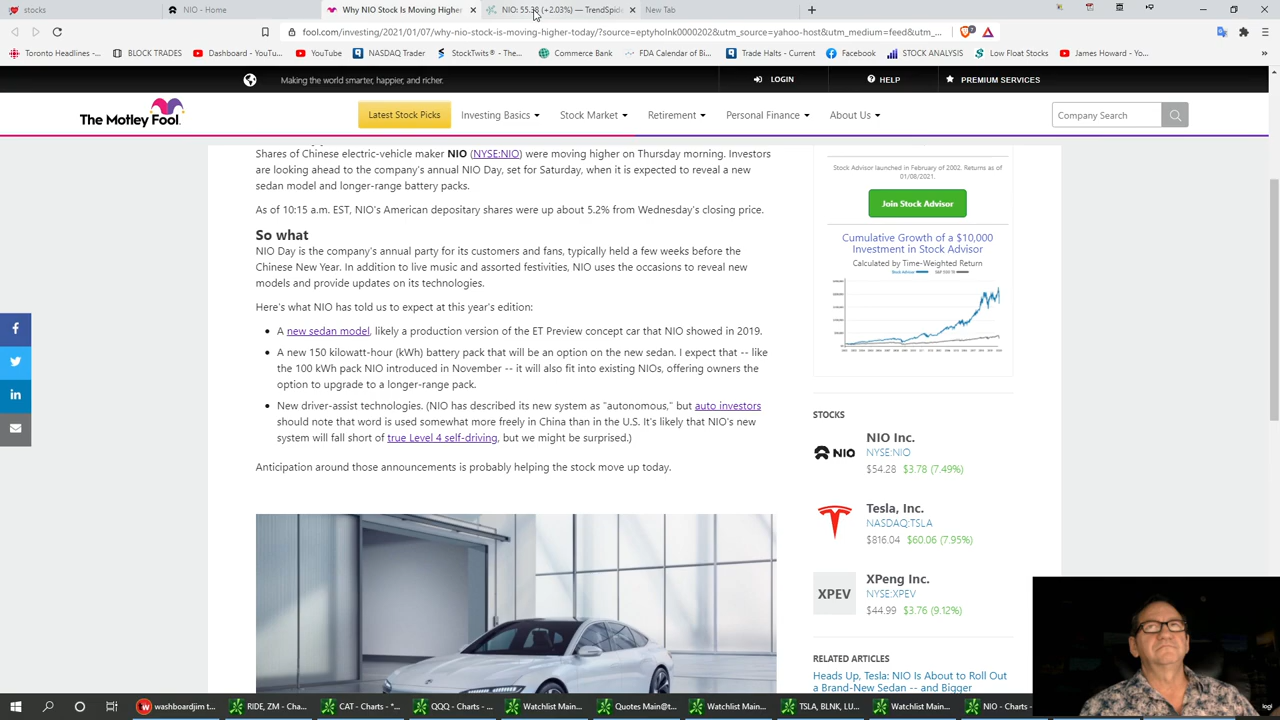 stocks
NIO - Home
Why NIO Stock Is Moving Higher
NIO: 55.38 (+2.03%) — TrendSpid
New Tab
fool.com/investing/2021/01/07/why-nio-stock-is-moving-higher-today/?source=eptyholnk0000202&utm_source=yahoo-host&utm_medium=feed&utm_...
Toronto Headlines...
BLOCK TRADES
Dashboard - YouTu...
YouTube
NASDAQ Trader
StockTwits® - The...
Commerce Bank
FDA Calendar of Bi...
Trade Halts - Current
Facebook
STOCK ANALYSIS
Low Float Stocks
James Howard - Yo...
Making the world smarter, happier, and richer.
LOGIN
HELP
PREMIUM SERVICES
The Motley Fool.
Latest Stock Picks
Investing Basics
Stock Market
Retirement
Personal Finance
About Us
Company Search
Shares of Chinese electric-vehicle maker NIO (NYSE:NIO) were moving higher on Thursday morning. Investors
are looking ahead to the company's annual NIO Day, set for Saturday, when it is expected to reveal a new
sedan model and longer-range battery packs.
As of 10:15 a.m. EST, NIO's American depositary shares were up about 5.2% from Wednesday's closing price.
So what
NIO Day is the company's annual party for its customers and fans, typically held a few weeks before the
Chinese New Year. In addition to live music and assorted festivities, NIO uses the occasions to reveal new
models and provide updates on its technologies.
Here's what NIO has told us to expect at this year's edition:
• A new sedan model, likely a production version of the ET Preview concept car that NIO showed in 2019.
• A new 150 kilowatt-hour (kWh) battery pack that will be an option on the new sedan. I expect that -- like
the 100 kWh pack NIO introduced in November -- it will also fit into existing NIOs, offering owners the
option to upgrade to a longer-range pack.
• New driver-assist technologies. (NIO has described its new system as "autonomous," but auto investors
should note that word is used somewhat more freely in China than in the U.S. It's likely that NIO's new
system will fall short of true Level 4 self-driving, but we might be surprised.)
Anticipation around those announcements is probably helping the stock move up today.
Stock Advisor launched in February of 2002. Returns as of
01/08/2021.
Join Stock Advisor
Cumulative Growth of a $10,000
Investment in Stock Advisor
Calculated by Time-Weighted Return
Stock Advisor
S&P 500
STOCKS
NIO
NIO Inc.
NYSE:NIO
$54.28 $3.78 (7.49%)
Tesla, Inc.
NASDAQ:TSLA
$816.04 $60.06 (7.95%)
XPEV
XPeng Inc.
NYSE:XPEV
$44.99 $3.76 (9.12%)
RELATED ARTICLES
Heads Up, Tesla: NIO Is About to Roll Out
a Brand-New Sedan -- and Bigger
washboardjim t...
RIDE, ZM - Charts...
CAT - Charts - *...
QQQ - Charts - ...
Watchlist Main...
Quotes Main@t...
Watchlist Main...
TSLA, BLNK, LU...
Watchlist Main...
NIO - Charts -
logi